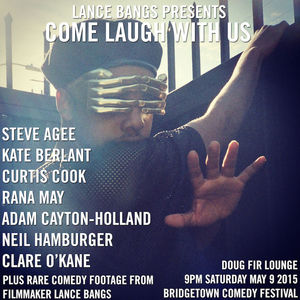 LANCE BANGS PRESENTS
COME LAUGH WITH US
STEVE AGEE
KATE BERLANT
CURTIS COOK
RANA MAY
ADAM CAYTON-HOLLAND
NEIL HAMBURGER
CLARE O'KANE
PLUS RARE COMEDY FOOTAGE FROM
FILMMAKER LANCE BANGS
DOUG FIR LOUNGE
9PM SATURDAY MAY 9 2015
BRIDGETOWN COMEDY FESTIVAL